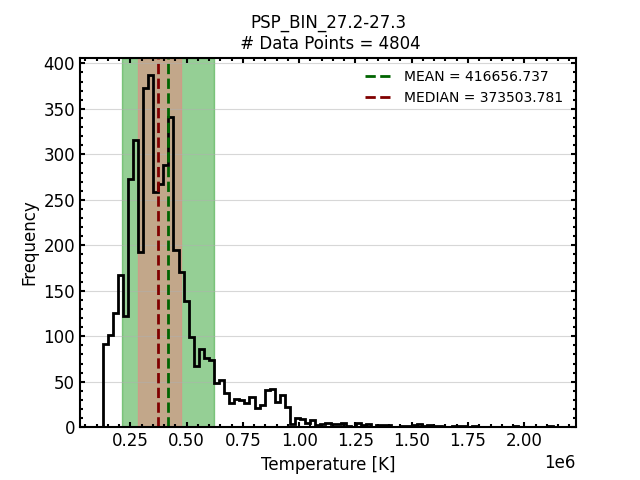 PSP_BIN_27.2-27.3
# Data Points = 4804
MEAN = 416656.737
MEDIAN = 373503.781
400
350
300
250
200
150
100
50
0
Frequency
0.25 0.50 0.75 1.00 1.25 1.50 1.75 2.00
1e6
Temperature [K]